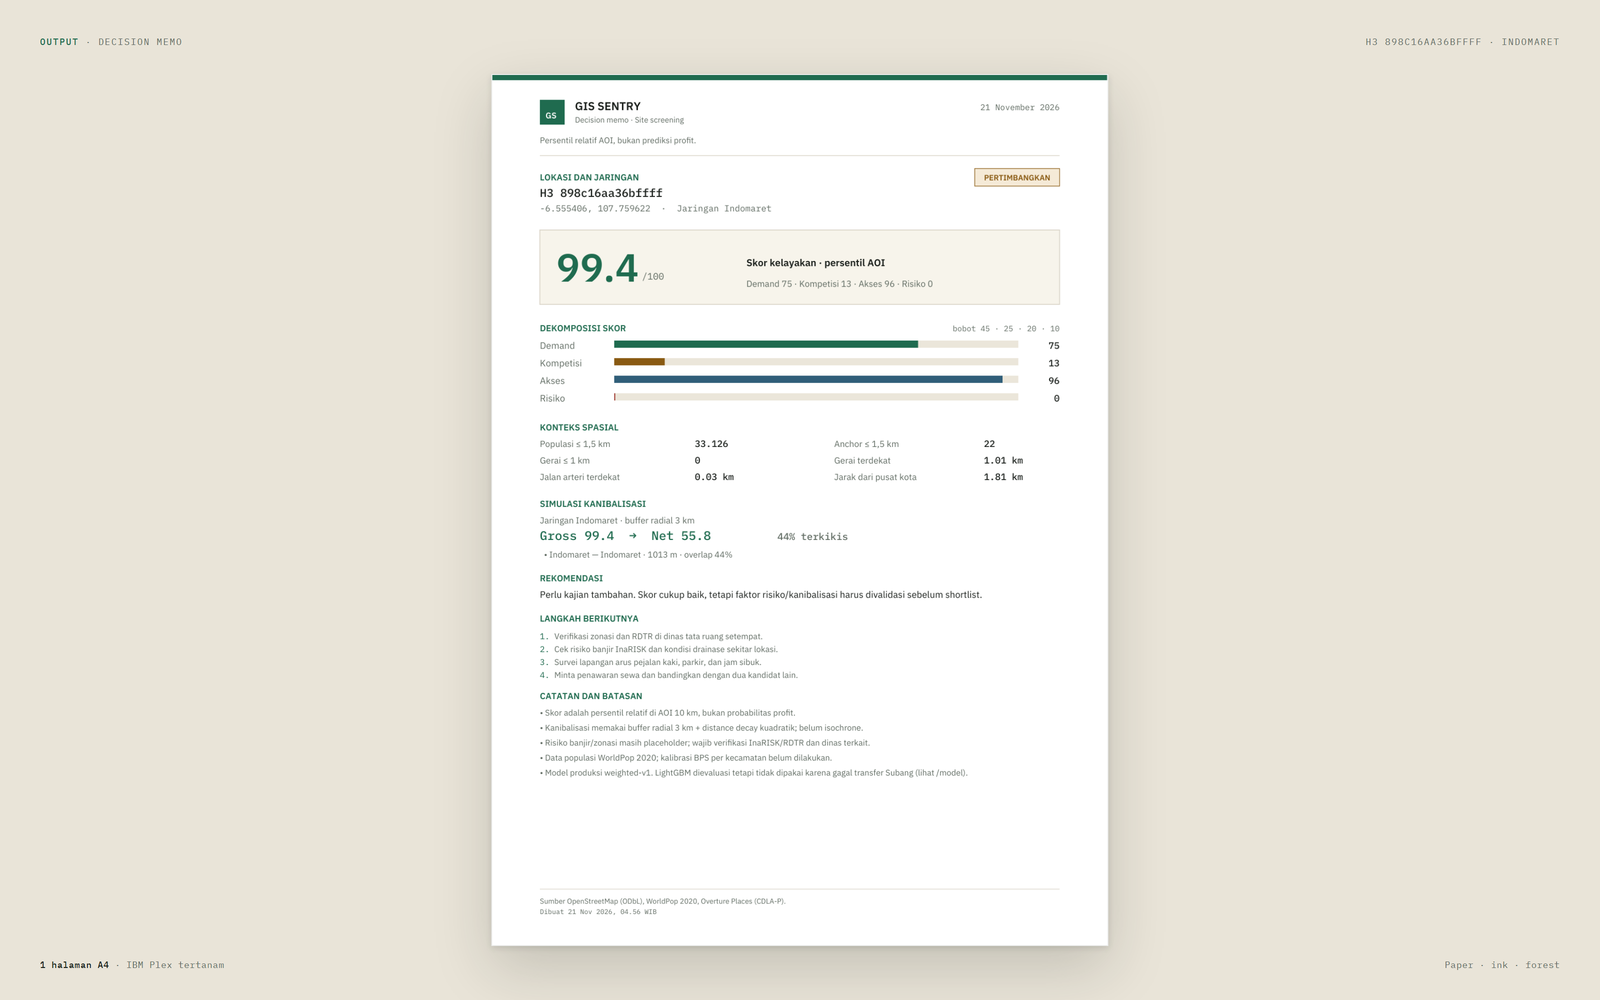 OUTPUT · DECISION MEMO
H3 898C16AA36BFFFF · INDOMARET
GS
GIS SENTRY
Decision memo · Site screening
21 November 2026
Persentil relatif AOI, bukan prediksi profit.
LOKASI DAN JARINGAN
PERTIMBANGKAN
H3 898c16aa36bffff
-6.555406, 107.759622 · Jaringan Indomaret
99.4 /100
Skor kelayakan · persentil AOI
Demand 75 · Kompetisi 13 · Akses 96 · Risiko 0
DEKOMPOSISI SKOR
bobot 45 · 25 · 20 · 10
Demand 75
Kompetisi 13
Akses 96
Risiko 0
KONTEKS SPASIAL
Populasi ≤ 1,5 km 33.126 Anchor ≤ 1,5 km 22
Gerai ≤ 1 km 0 Gerai terdekat 1.01 km
Jalan arteri terdekat 0.03 km Jarak dari pusat kota 1.81 km
SIMULASI KANIBALISASI
Jaringan Indomaret · buffer radial 3 km
Gross 99.4 → Net 55.8 44% terkikis
• Indomaret — Indomaret · 1013 m · overlap 44%
REKOMENDASI
Perlu kajian tambahan. Skor cukup baik, tetapi faktor risiko/kanibalisasi harus divalidasi sebelum shortlist.
LANGKAH BERIKUTNYA
1. Verifikasi zonasi dan RDTR di dinas tata ruang setempat.
2. Cek risiko banjir InaRISK dan kondisi drainase sekitar lokasi.
3. Survei lapangan arus pejalan kaki, parkir, dan jam sibuk.
4. Minta penawaran sewa dan bandingkan dengan dua kandidat lain.
CATATAN DAN BATASAN
• Skor adalah persentil relatif di AOI 10 km, bukan probabilitas profit.
• Kanibalisasi memakai buffer radial 3 km + distance decay kuadratik; belum isochrone.
• Risiko banjir/zonasi masih placeholder; wajib verifikasi InaRISK/RDTR dan dinas terkait.
• Data populasi WorldPop 2020; kalibrasi BPS per kecamatan belum dilakukan.
• Model produksi weighted-v1. LightGBM dievaluasi tetapi tidak dipakai karena gagal transfer Subang (lihat /model).
Sumber OpenStreetMap (ODbL), WorldPop 2020, Overture Places (CDLA-P).
Dibuat 21 Nov 2026, 04.56 WIB
1 halaman A4 · IBM Plex tertanam
Paper · ink · forest